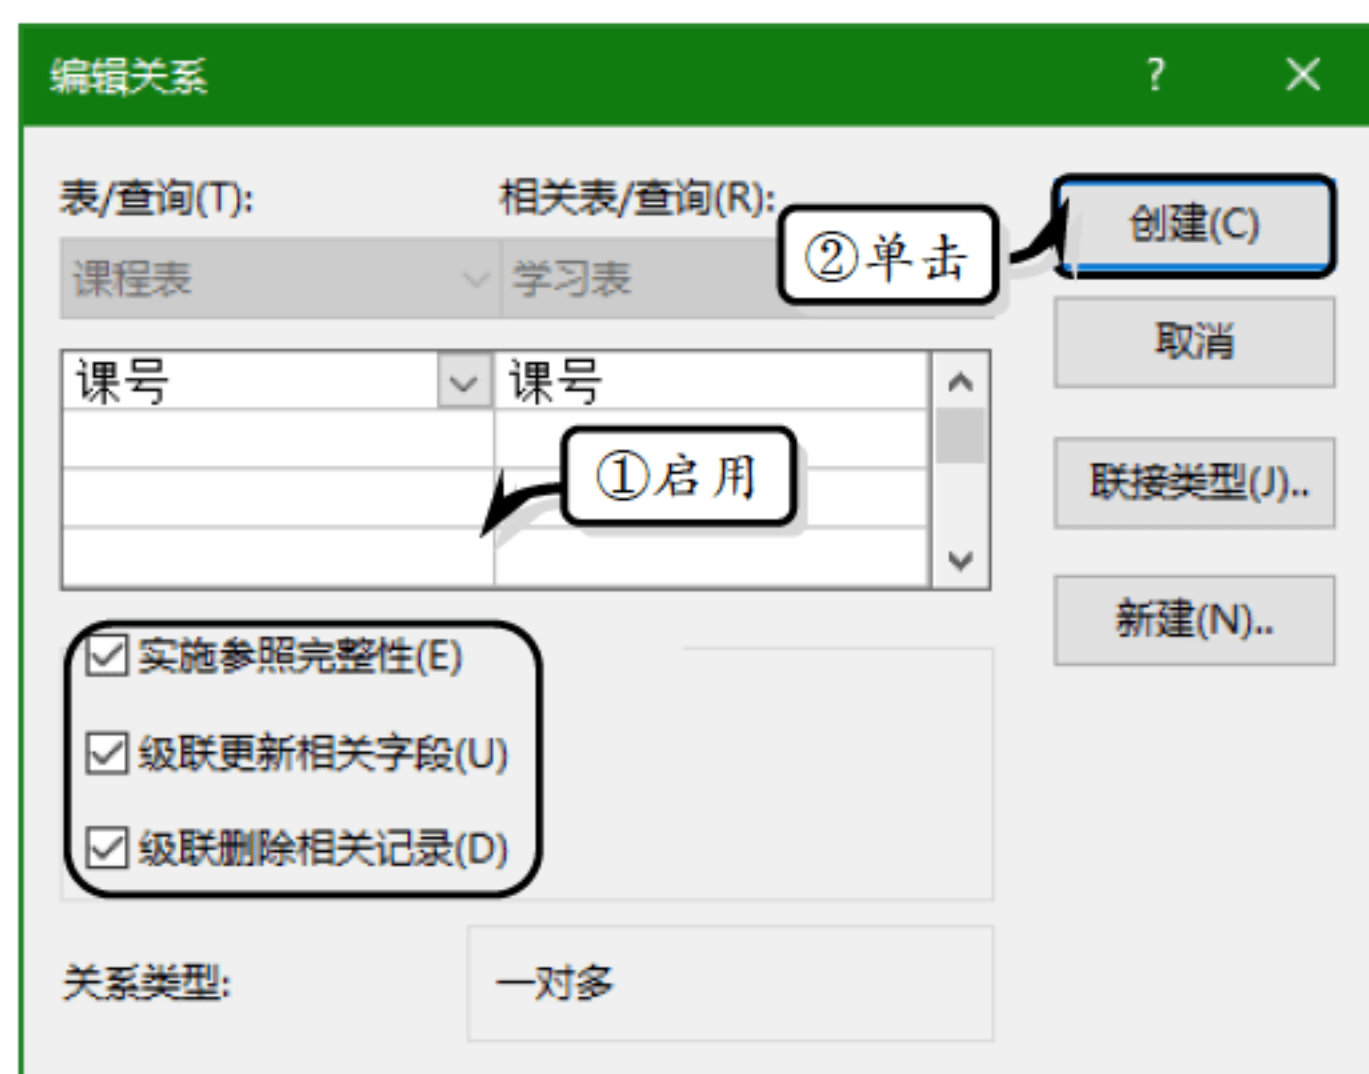 编辑关系
表/查询(T): 相关表/查询(R):
创建(C)
②单击
课程表 学习表
取消
课号 课号
①启用
联接类型(J)..
新建(N)..
实施参照完整性(E)
级联更新相关字段(U)
级联删除相关记录(D)
关系类型: 一对多